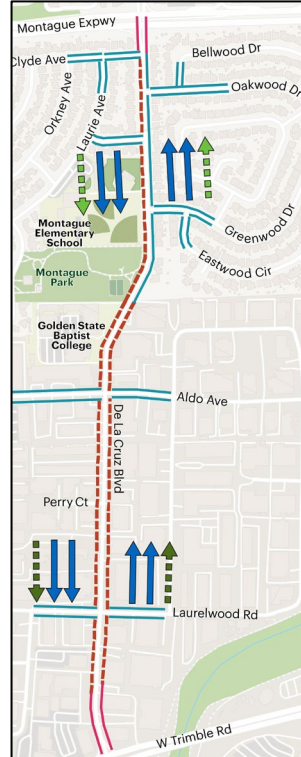 Montague Expwy
Clyde Ave
Bellwood Dr
Orkney Ave
Oakwood Dr
Laurie Ave
Montague
Elementary
School
Greenwood Dr
Eastwood Cir
Montague
Park
Golden State
Baptist
College
Aldo Ave
De La Cruz Blvd
Perry Ct
Laurelwood Rd
W Trimble Rd